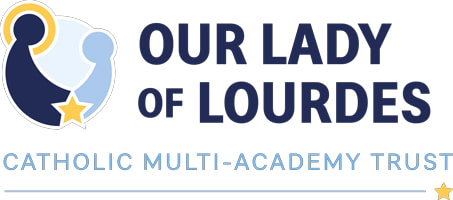 OUR LADY
OF LOURDES
CATHOLIC MULTI-ACADEMY TRUST